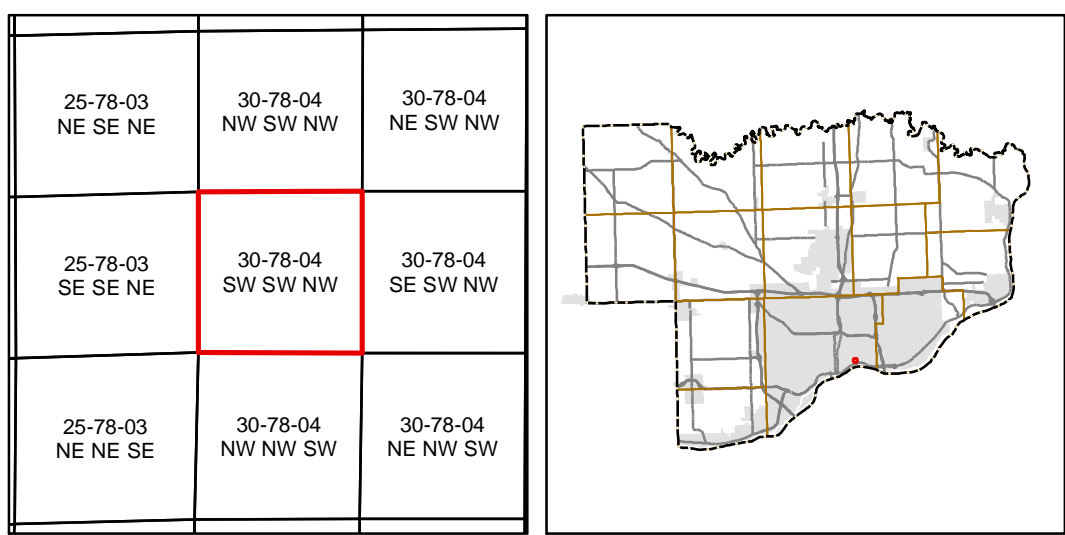 25-78-03
NE SE NE
30-78-04
NW SW NW
30-78-04
NE SW NW
25-78-03
SE SE NE
30-78-04
SW SW NW
30-78-04
SE SW NW
25-78-03
NE NE SE
30-78-04
NW NW SW
30-78-04
NE NW SW